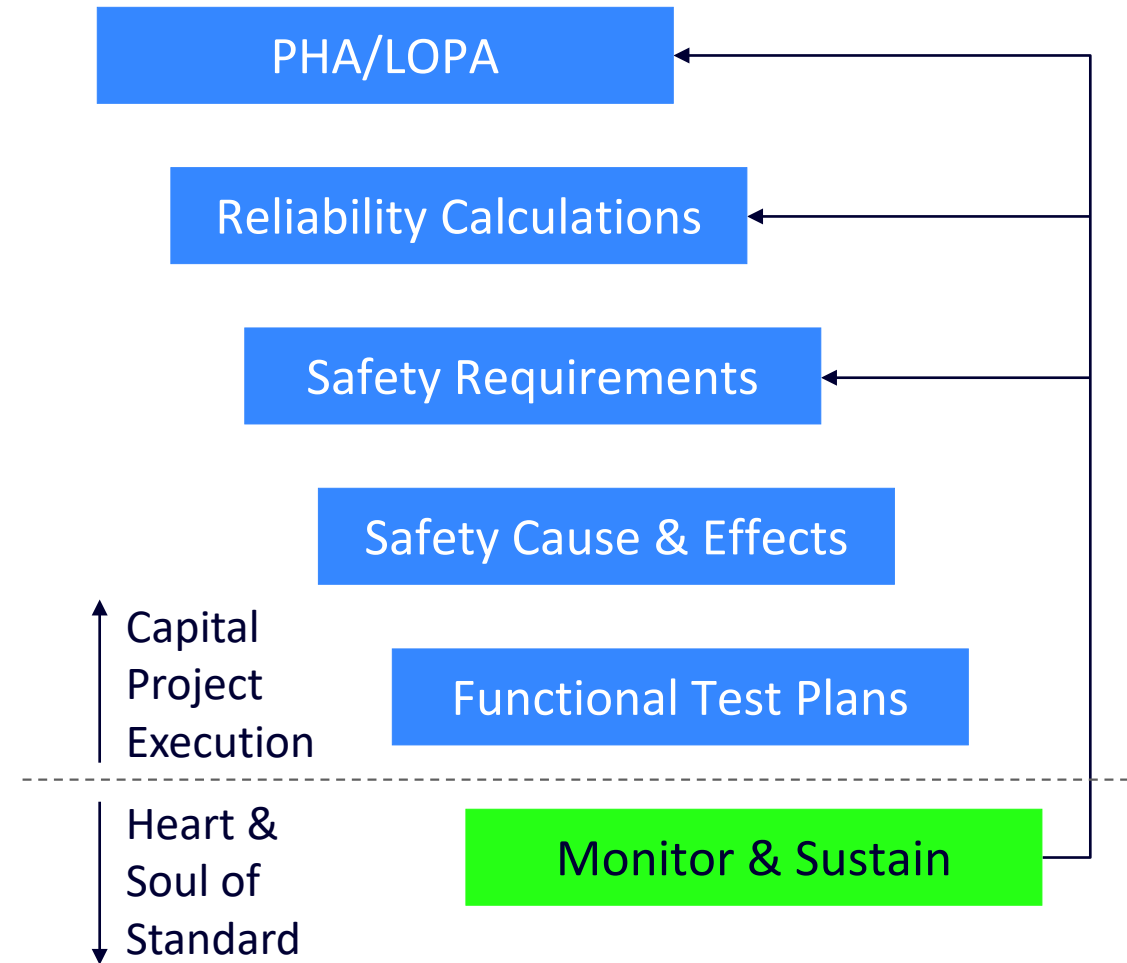 PHA/LOPA
Reliability Calculations
Safety Requirements
Safety Cause & Effects
Capital
Project
Execution
Functional Test Plans
Heart &
Soul of
Standard
Monitor & Sustain